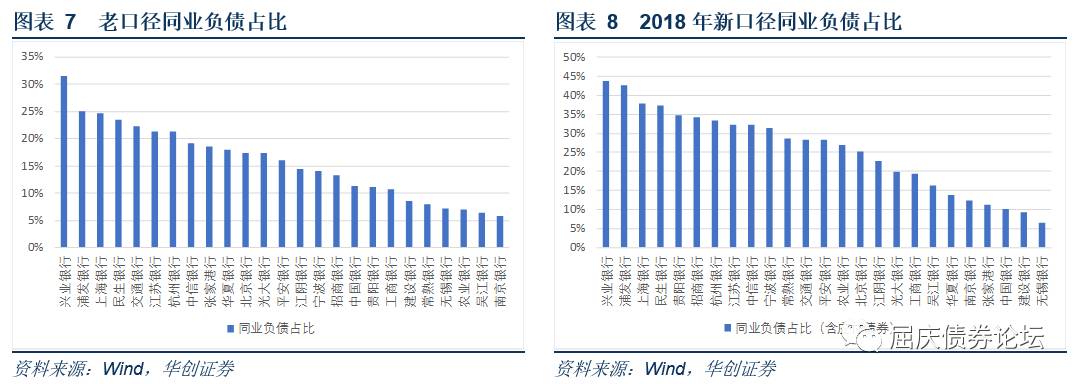 图表 7 老口径同业负债占比
35%
30%
25%
20%
15%
10%
5%
0%
兴业银行
浦发银行
上海银行
民生银行
交通银行
江苏银行
杭州银行
中信银行
张家港行
华夏银行
北京银行
光大银行
平安银行
江阴银行
宁波银行
招商银行
中国银行
贵阳银行
工商银行
建设银行
常熟银行
无锡银行
农业银行
吴江银行
南京银行
同业负债占比
资料来源：Wind，华创证券
图表 8 2018 年新口径同业负债占比
50%
45%
40%
35%
30%
25%
20%
15%
10%
5%
0%
兴业银行
浦发银行
上海银行
民生银行
贵阳银行
招商银行
杭州银行
江苏银行
中信银行
宁波银行
常熟银行
交通银行
平安银行
农业银行
北京银行
江阴银行
光大银行
工商银行
吴江银行
华夏银行
南京银行
张家港行
中国银行
建设银行
无锡银行
同业负债占比（含 债券）
屈庆债券论坛
资料来源：Wind，华创证券